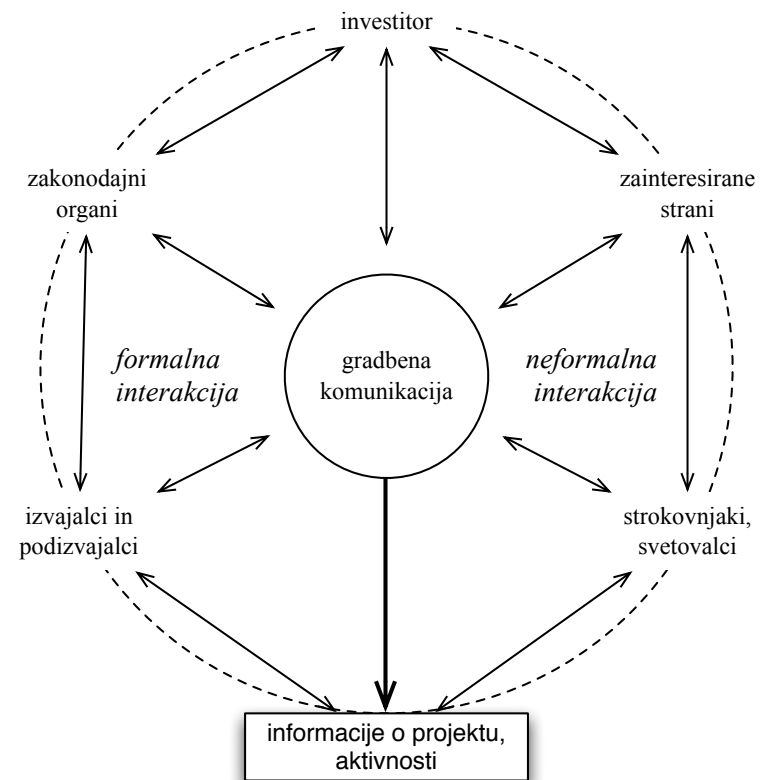 investitor
zakonodajni
organi
zainteresirane
strani
formalna
interakcija
gradbena
komunikacija
neformalna
interakcija
izvajalci in
podizvajalci
strokovnjaki,
svetovalci
informacije o projektu,
aktivnosti